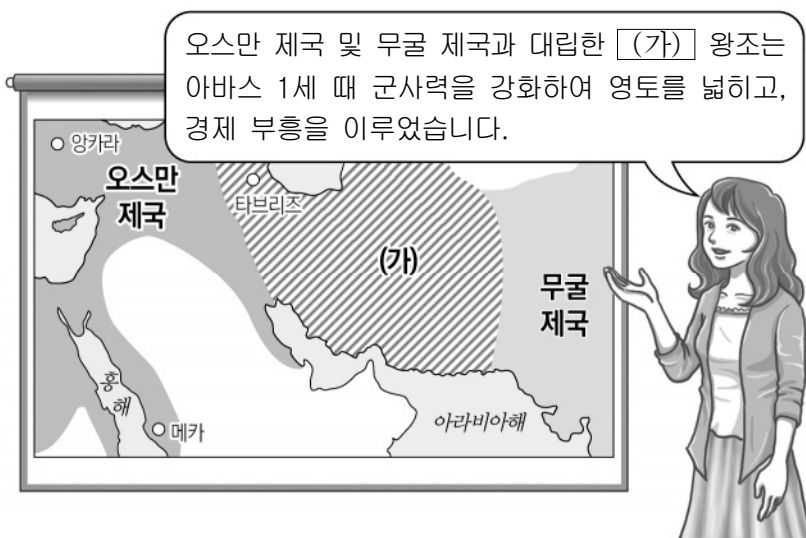 오스만 제국 및 무굴 제국과 대립한 (가) 왕조는
아바스 1세 때 군사력을 강화하여 영토를 넓히고,
경제 부흥을 이루었습니다.
앙카라
오스만
제국
타브리즈
(가)
무굴
제국
홍
해
메카
아라비아해